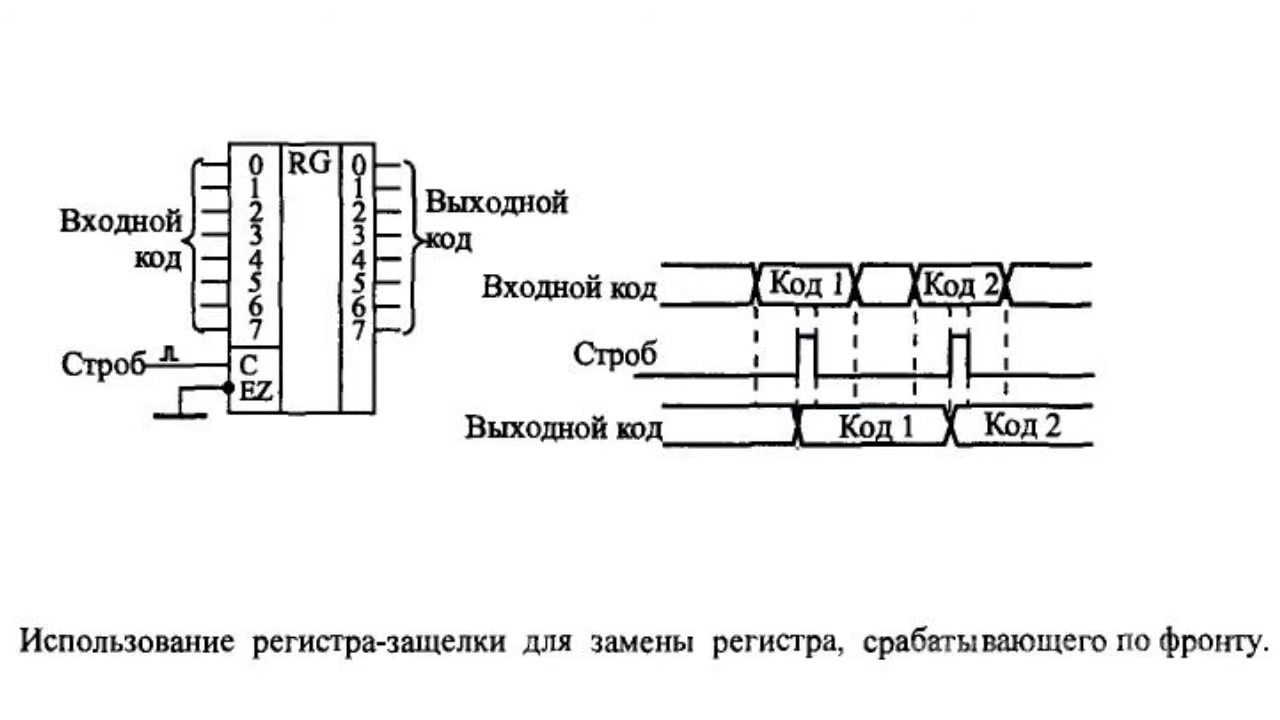 0 RG 0
1 1
2 2
3 3
4 4
5 5
6 6
7 7
Входной
код
Выходной
код
Строб
C
EZ
Входной код
Код 1
Код 2
Строб
Выходной код
Код 1
Код 2
Использование регистра-защелки для замены регистра, срабатывающего по фронту.